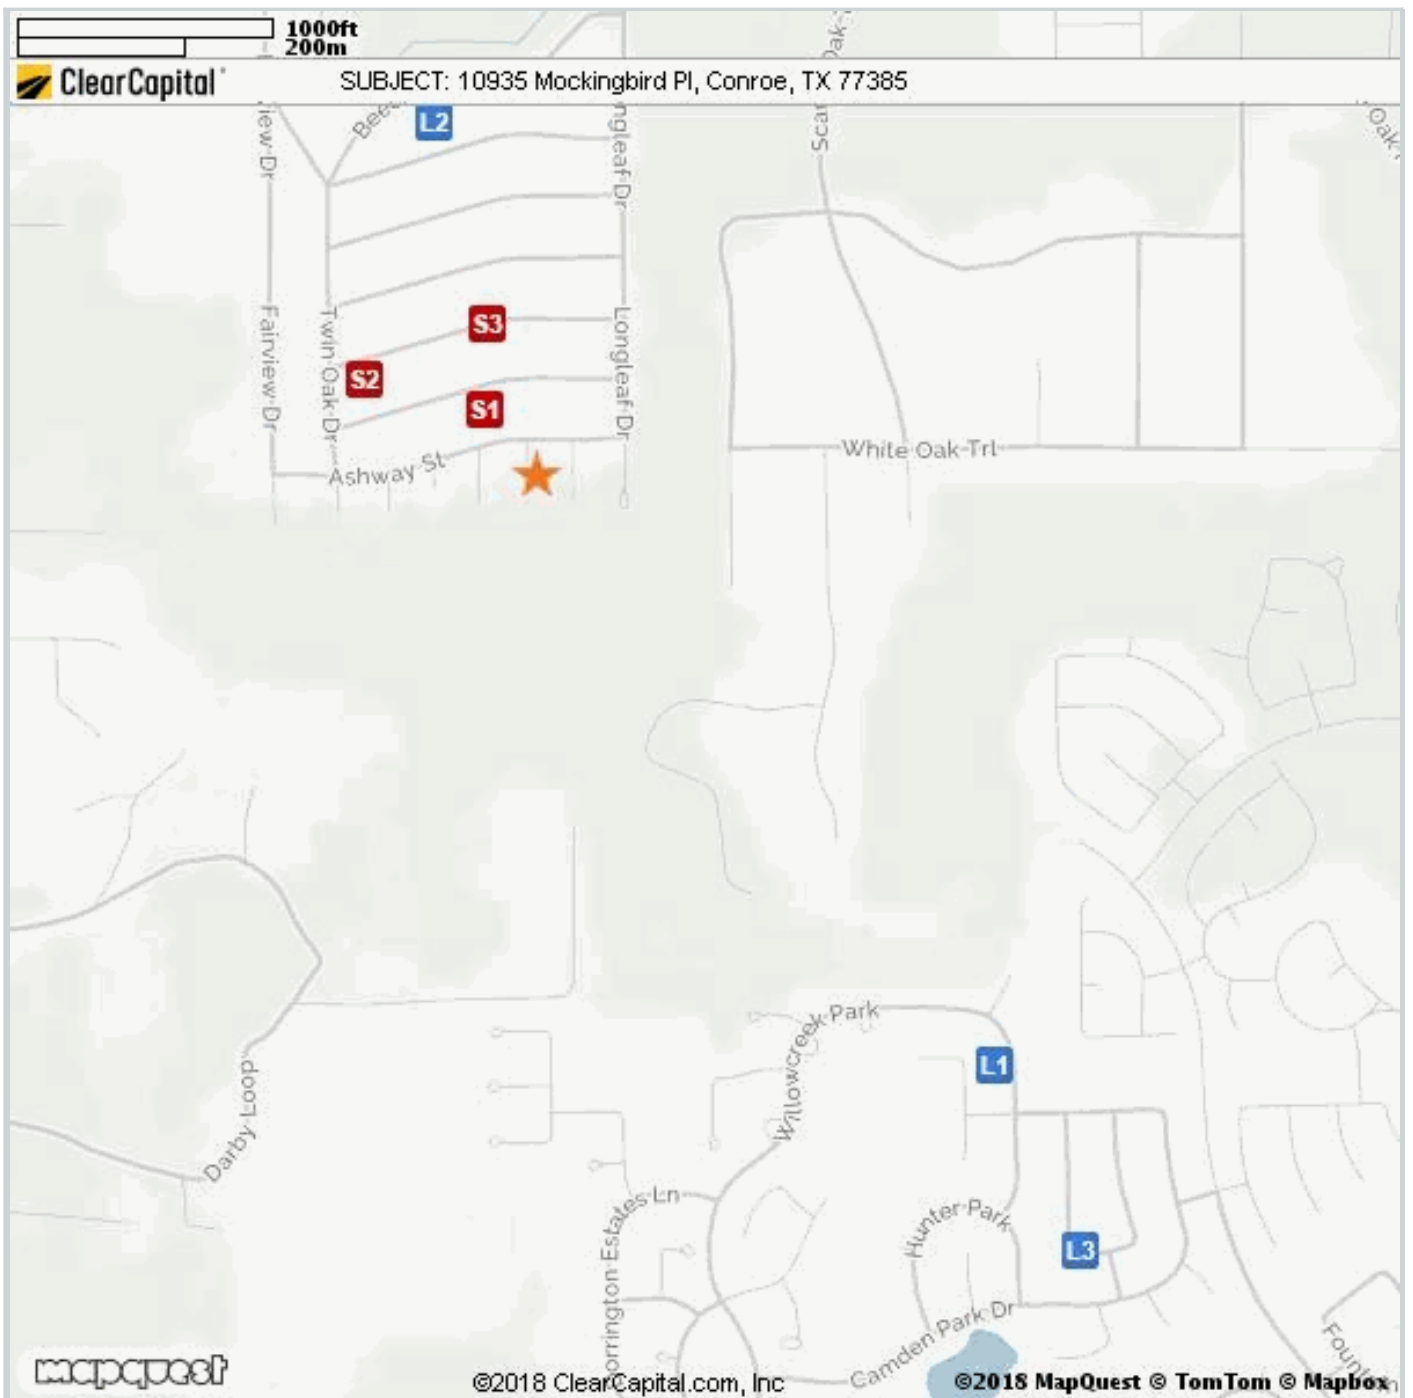 1000ft
200m
ClearCapital
SUBJECT: 10935 Mockingbird Pl, Conroe, TX 77385
L2
S3
S2
S1
Fairview Dr
Twin Oak Dr
Longleaf Dr
Ashway St
White Oak Trl
Willowcreek Park
L1
Darby Loop
Hunter Park
L3
Camden Park Dr
mapquest
©2018 ClearCapital.com, Inc
©2018 MapQuest © TomTom © Mapbox